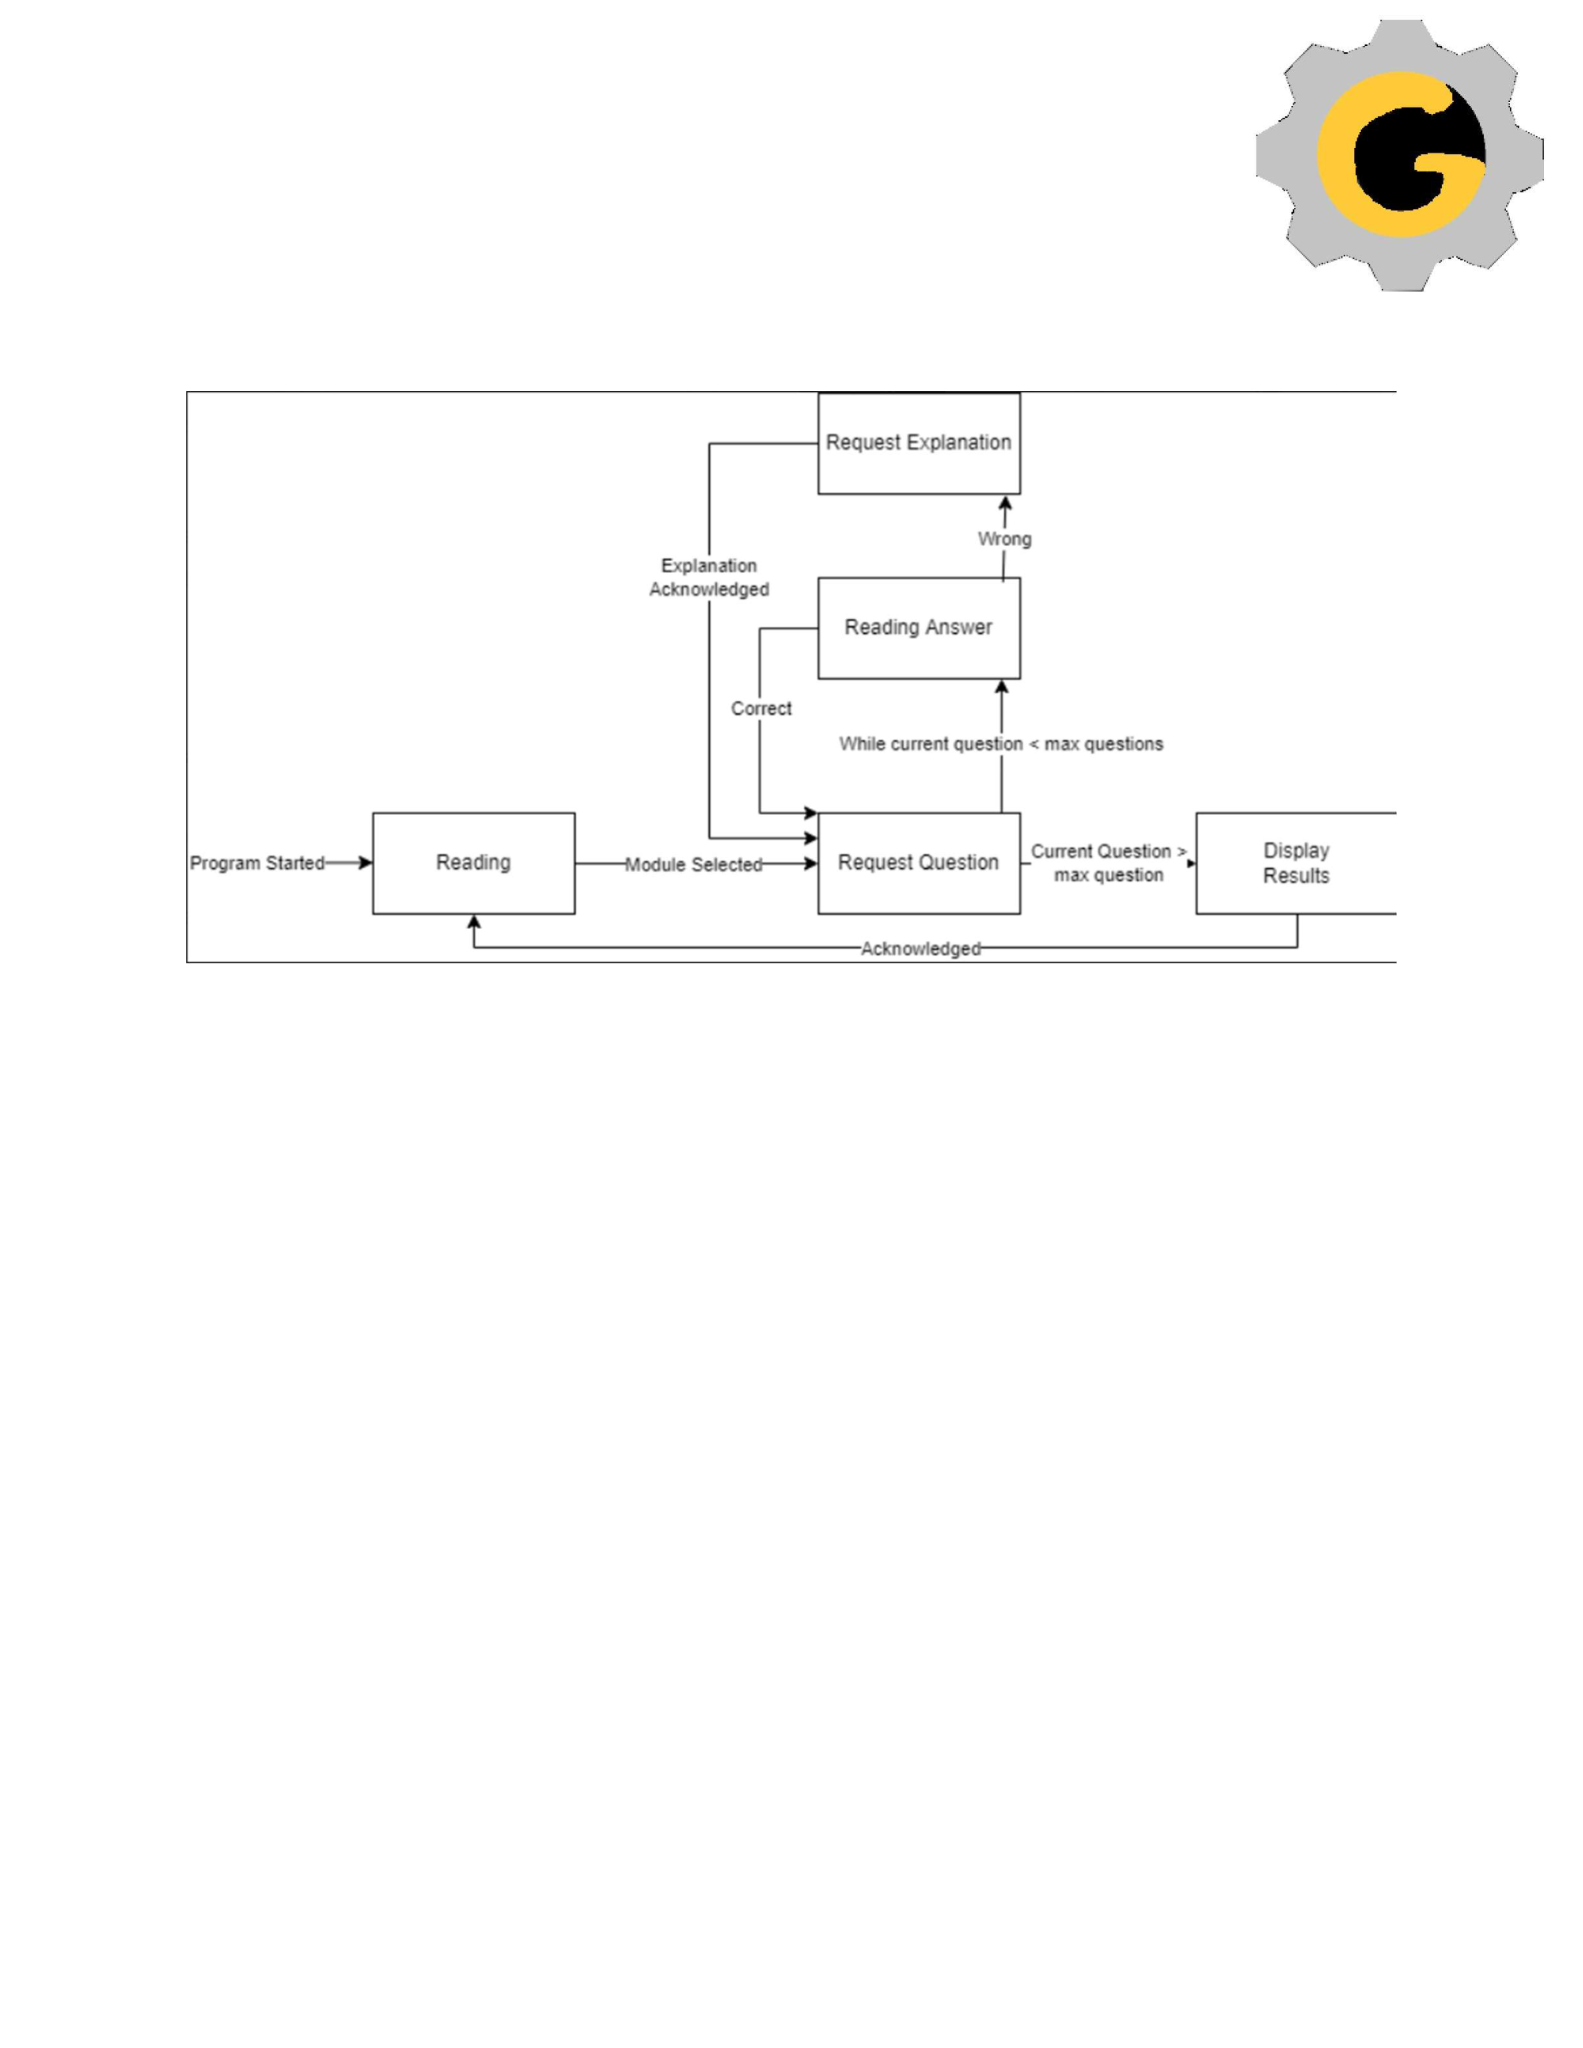 Request Explanation
Wrong
Explanation
Acknowledged
Reading Answer
Correct
While current question < max questions
Program Started
Reading
Module Selected
Request Question
Current Question >
max question
Display
Results
Acknowledged
G